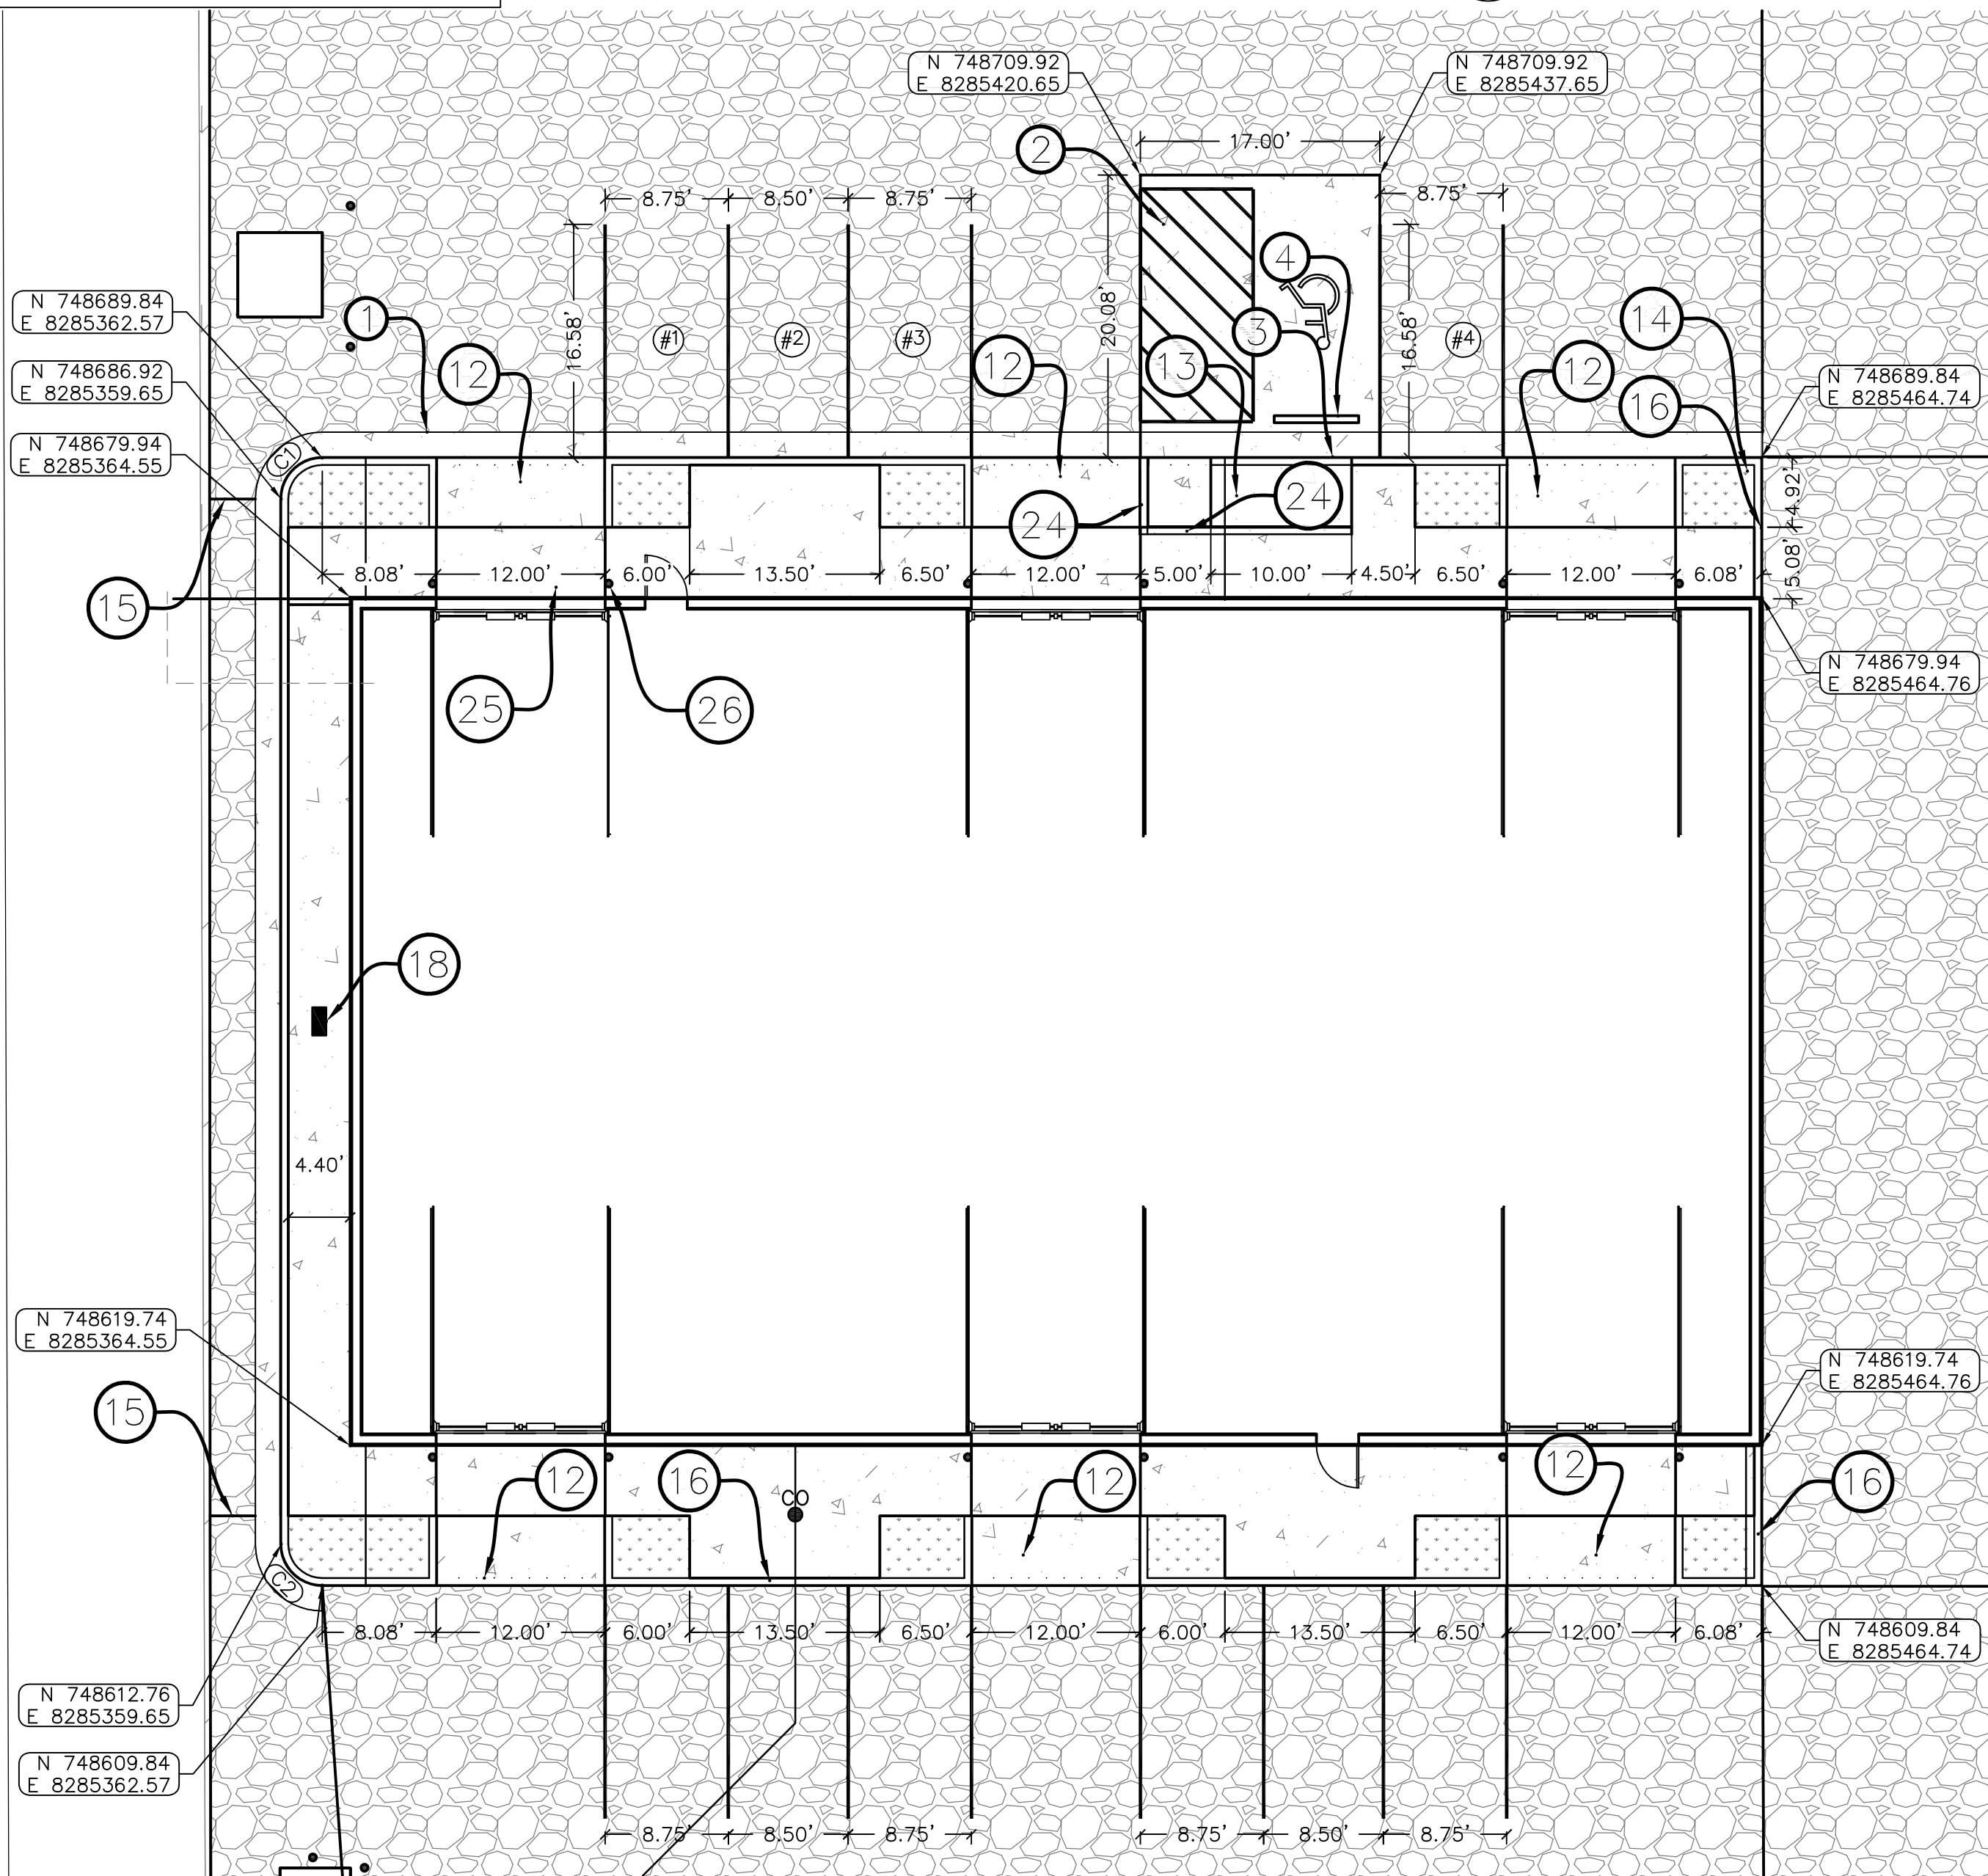 N 748709.92
E 8285420.65
N 748709.92
E 8285437.65
2
17.00'
8.75'
8.50'
8.75'
8.75'
4
N 748689.84
E 8285362.57
1
14
16.58'
#1
#2
#3
20.08'
3
16.58'
#4
12
12
13
12
N 748686.92
E 8285359.65
N 748689.84
E 8285464.74
16
N 748679.94
E 8285364.55
C1
24
24
4.92'
15
8.08'
12.00'
6.00'
13.50'
6.50'
12.00'
5.00'
10.00'
4.50'
6.50'
12.00'
6.08'
5.08'
N 748679.94
E 8285464.76
25
26
18
4.40'
N 748619.74
E 8285364.55
N 748619.74
E 8285464.76
15
12
16
CO
12
12
16
C2
8.08'
12.00'
6.00'
13.50'
6.50'
12.00'
6.00'
13.50'
6.50'
12.00'
6.08'
N 748609.84
E 8285464.74
N 748612.76
E 8285359.65
N 748609.84
E 8285362.57
8.75'
8.50'
8.75'
8.75'
8.50'
8.75'